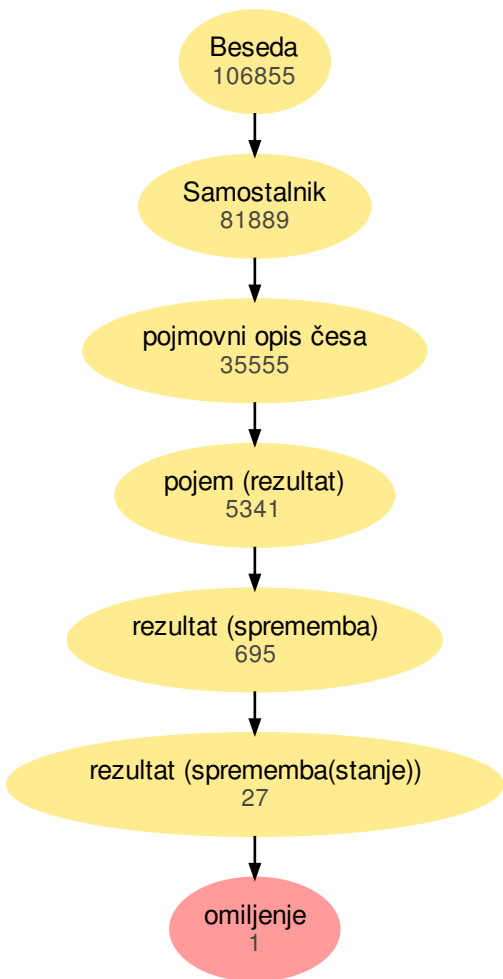 Beseda
106855
Samostalnik
81889
pojmovni opis česa
35555
pojem (rezultat)
5341
rezultat (sprememba)
695
rezultat (sprememba(stanje))
27
omiljenje
1